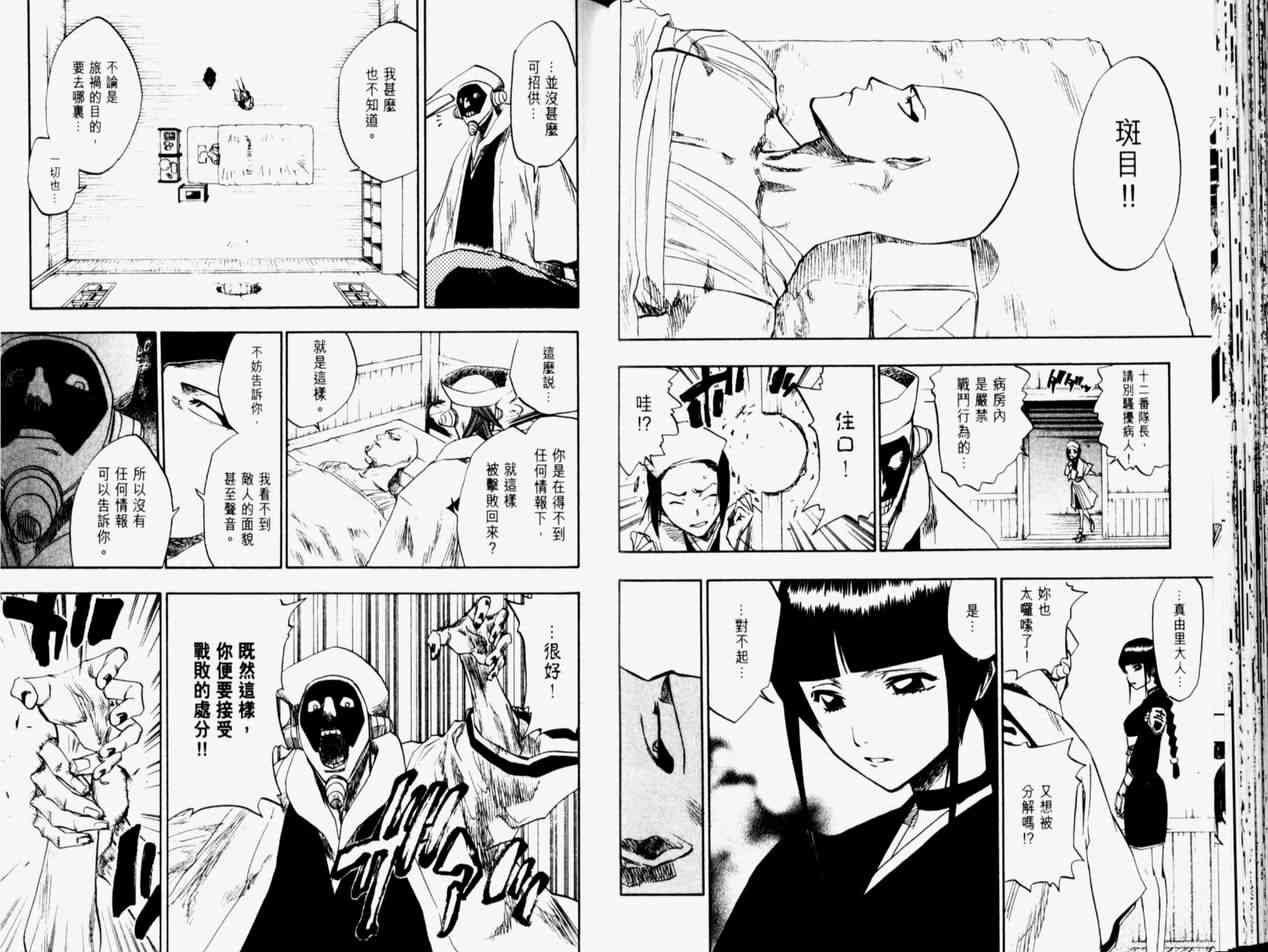 斑目!!
十二番隊長，
請別騷擾病人…
病房內
是嚴禁
戰鬥行為的…
住口！
哇!?
…真由里大人…
妳也
太囉嗦了！
又想被
分解嗎!?
是…
…對不起…
…並沒甚麼
可招供…
我甚麼
也不知道。
不論是
旅禍的目的，
要去哪裏…
一切也…
這麼說…
你是在得不到
任何情報下，
就這樣
被擊敗回來？
就是這樣。
不妨告訴你，
我看不到
敵人的面貌
甚至聲音。
所以沒有
任何情報
可以告訴你。
…很好！
既然這樣，
你便要接受
戰敗的處分!!